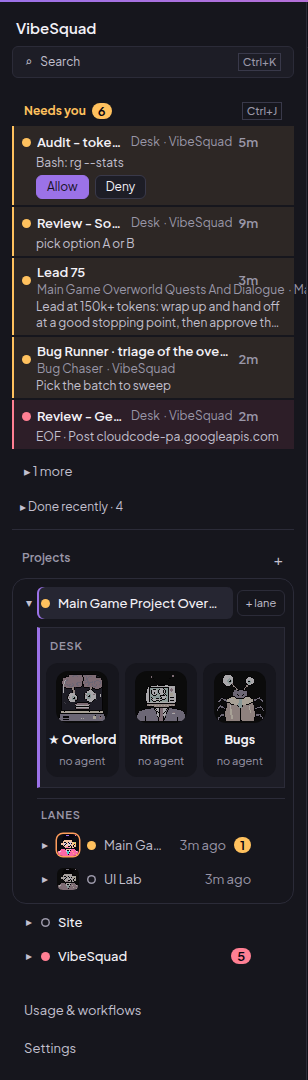 VibeSquad
Search Ctrl+K
Needs you 6 Ctrl+J
Audit - toke… Desk · VibeSquad 5m
Bash: rg --stats
Allow Deny
Review - So… Desk · VibeSquad 9m
pick option A or B
Lead 75
3m
Main Game Overworld Quests And Dialogue · Ma
Lead at 150k+ tokens: wrap up and hand off
at a good stopping point, then approve th…
Bug Runner · triage of the ove… 2m
Bug Chaser · VibeSquad
Pick the batch to sweep
Review - Ge… Desk · VibeSquad 2m
EOF · Post cloudcode-pa.googleapis.com
▸ 1 more
▸ Done recently · 4
Projects +
▾ Main Game Project Over… + lane
DESK
★ Overlord RiffBot Bugs
no agent no agent no agent
LANES
▸ Main Ga… 3m ago 1
▸ UI Lab 3m ago
▸ Site
▸ VibeSquad 5
Usage & workflows
Settings